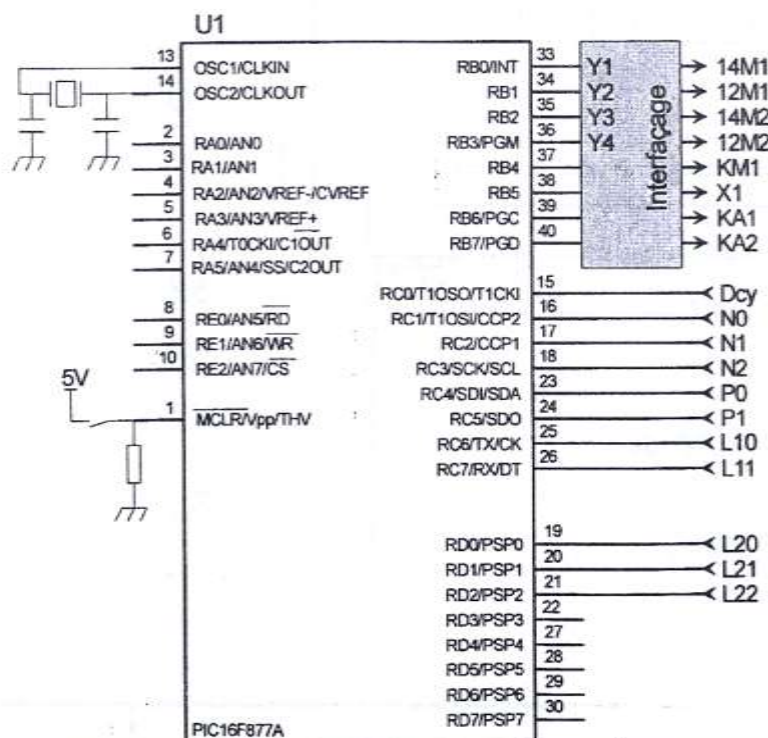 U1
13 OSC1/CLKIN
14 OSC2/CLKOUT
2 RA0/AN0
3 RA1/AN1
4 RA2/AN2/VREF-/CVREF
5 RA3/AN3/VREF+
6 RA4/T0CKI/C1OUT
7 RA5/AN4/SS/C2OUT
8 RE0/AN5/RD
9 RE1/AN6/WR
10 RE2/AN7/CS
5V
1 MCLR/Vpp/THV
RB0/INT 33 Y1 14M1
RB1 34 Y2 12M1
RB2 35 Y3 14M2
RB3/PGM 36 Y4 12M2
RB4 37 KM1
RB5 38 X1
RB6/PGC 39 KA1
RB7/PGD 40 KA2
Interfaçage
RC0/T1OSO/T1CKI 15 Dcy
RC1/T1OSI/CCP2 16 N0
RC2/CCP1 17 N1
RC3/SCK/SCL 18 N2
RC4/SDI/SDA 23 P0
RC5/SDO 24 P1
RC6/TX/CK 25 L10
RC7/RX/DT 26 L11
RD0/PSP0 19 L20
RD1/PSP1 20 L21
RD2/PSP2 21 L22
RD3/PSP3 22
RD4/PSP4 27
RD5/PSP5 28
RD6/PSP6 29
RD7/PSP7 30
PIC16F877A